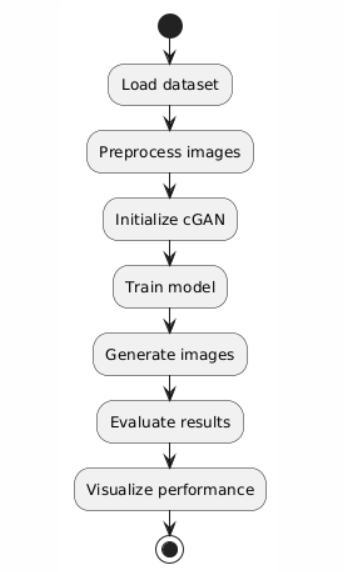 Load dataset
Preprocess images
Initialize cGAN
Train model
Generate images
Evaluate results
Visualize performance